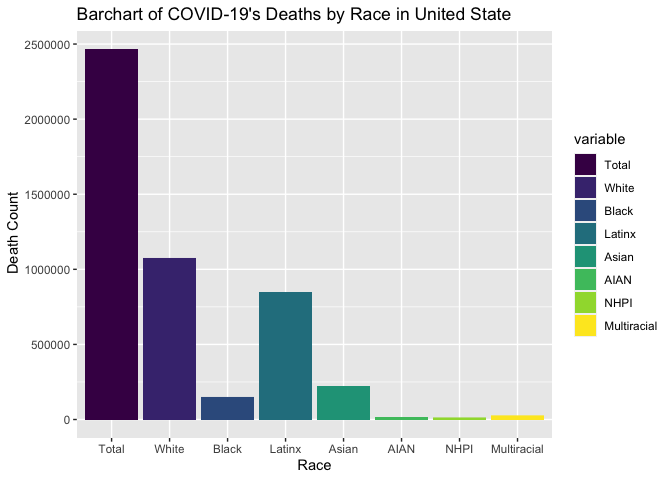 Barchart of COVID-19's Deaths by Race in United State
2500000
2000000
1500000
1000000
500000
0
Death Count
Total White Black Latinx Asian AIAN NHPI Multiracial
Race
variable
Total
White
Black
Latinx
Asian
AIAN
NHPI
Multiracial